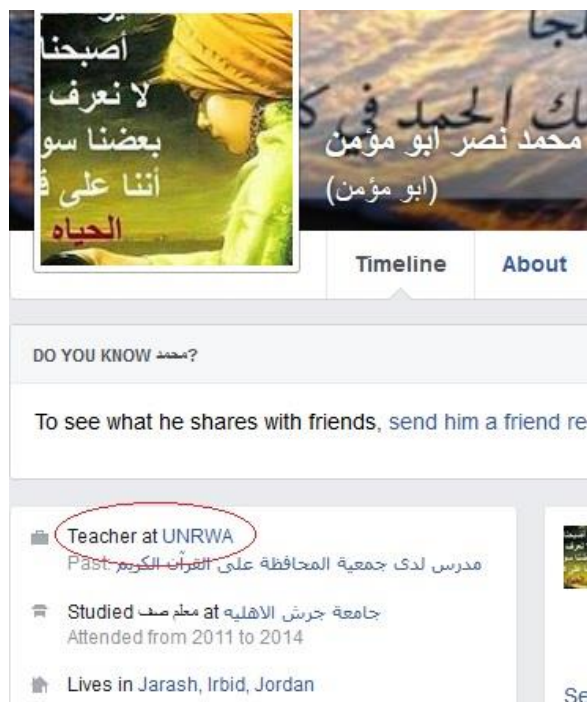 أصبحنا
لا نعرف
بعضنا سو
أننا على ق
الحياه
لجأ
ك الحمد في ك
محمد نصر ابو مؤمن
(ابو مؤمن)
Timeline
About
DO YOU KNOW محمد?
To see what he shares with friends, send him a friend re
Teacher at UNRWA
Past: مدرس لدى جمعية المحافظة على القرآن الكريم
Studied معلم صف at جامعة جرش الاهليه
Attended from 2011 to 2014
Lives in Jarash, Irbid, Jordan
Se